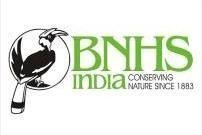 BNHS
INDIA CONSERVING
NATURE SINCE 1883